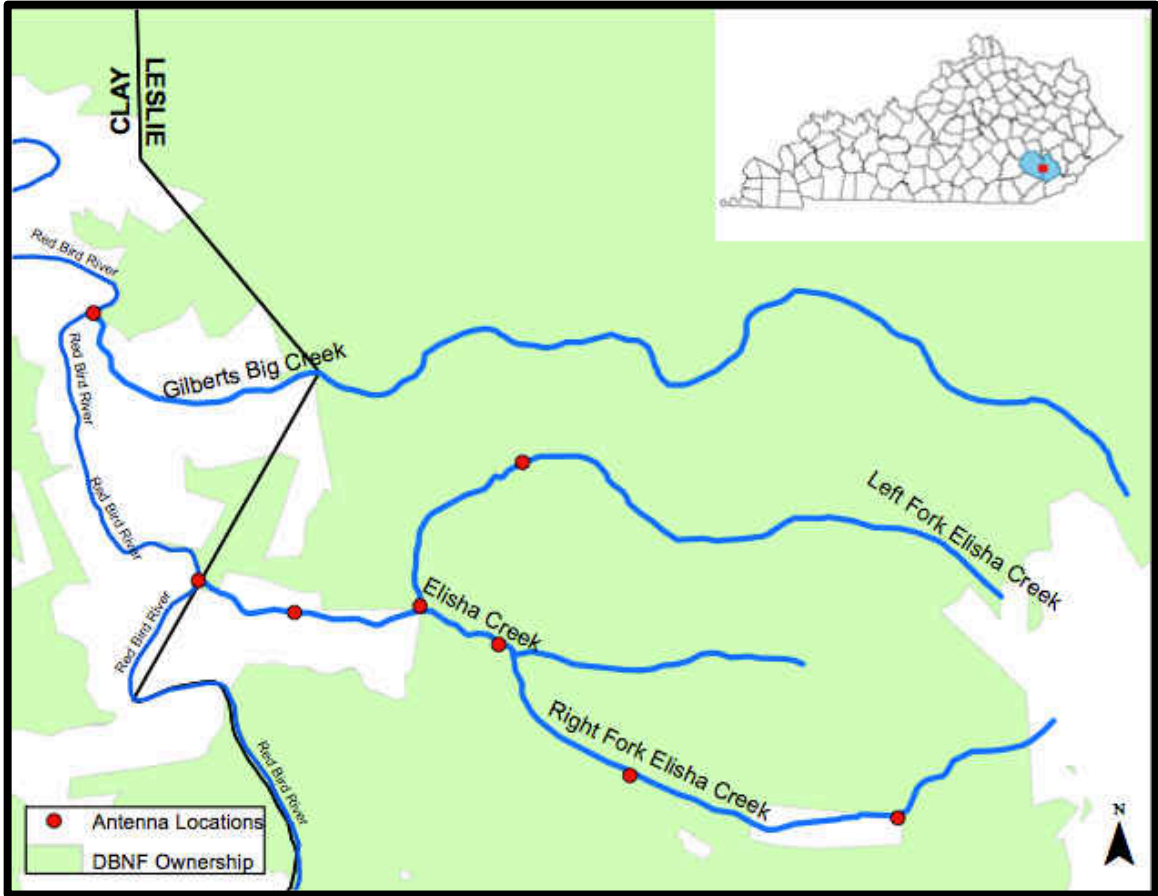 CLAY
LESLIE
Red Bird River
Red Bird River
Gilberts Big Creek
Red Bird River
Left Fork Elisha Creek
Elisha Creek
Red Bird River
Right Fork Elisha Creek
Red Bird River
Antenna Locations
DBNF Ownership
N